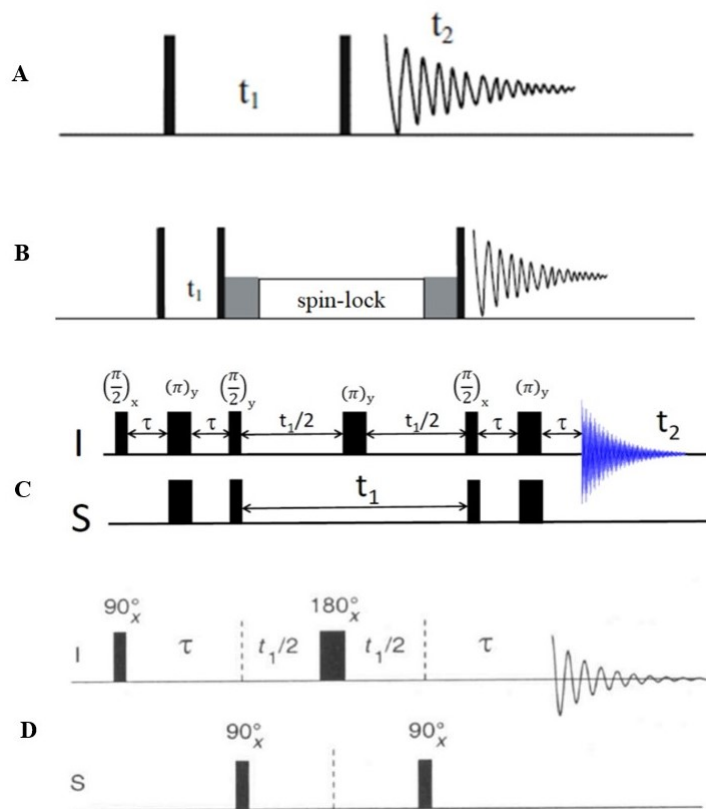 t₂
A
t₁
B
t₁
spin-lock
(π/2)ₓ (π)ᵧ (π/2)ᵧ (π)ᵧ (π/2)ₓ (π)ᵧ
τ τ t₁/2 t₁/2 τ τ t₂
I
C
t₁
S
90°ₓ 180°ₓ
I τ t₁/2 t₁/2 τ
D
90°ₓ 90°ₓ
S